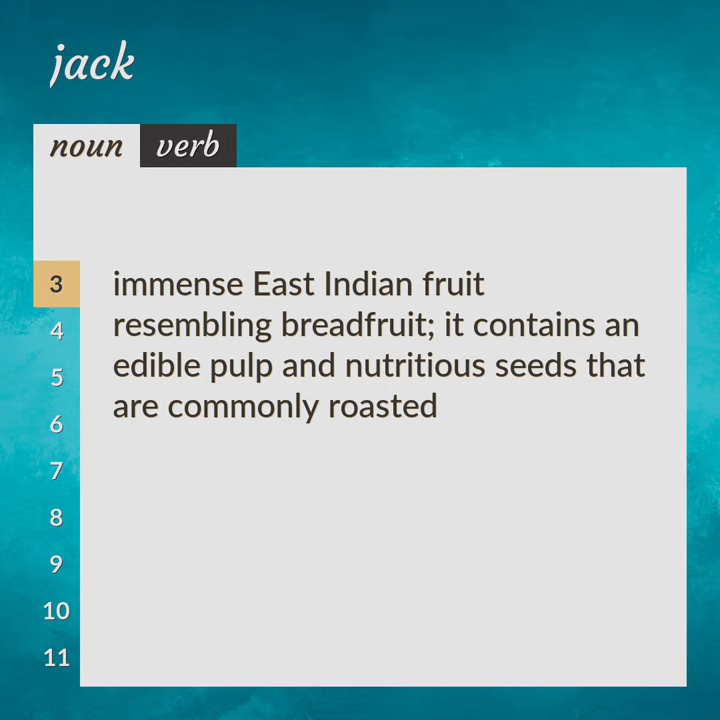 jack
noun verb
3
immense East Indian fruit
resembling breadfruit; it contains an
edible pulp and nutritious seeds that
are commonly roasted
4
5
6
7
8
9
10
11